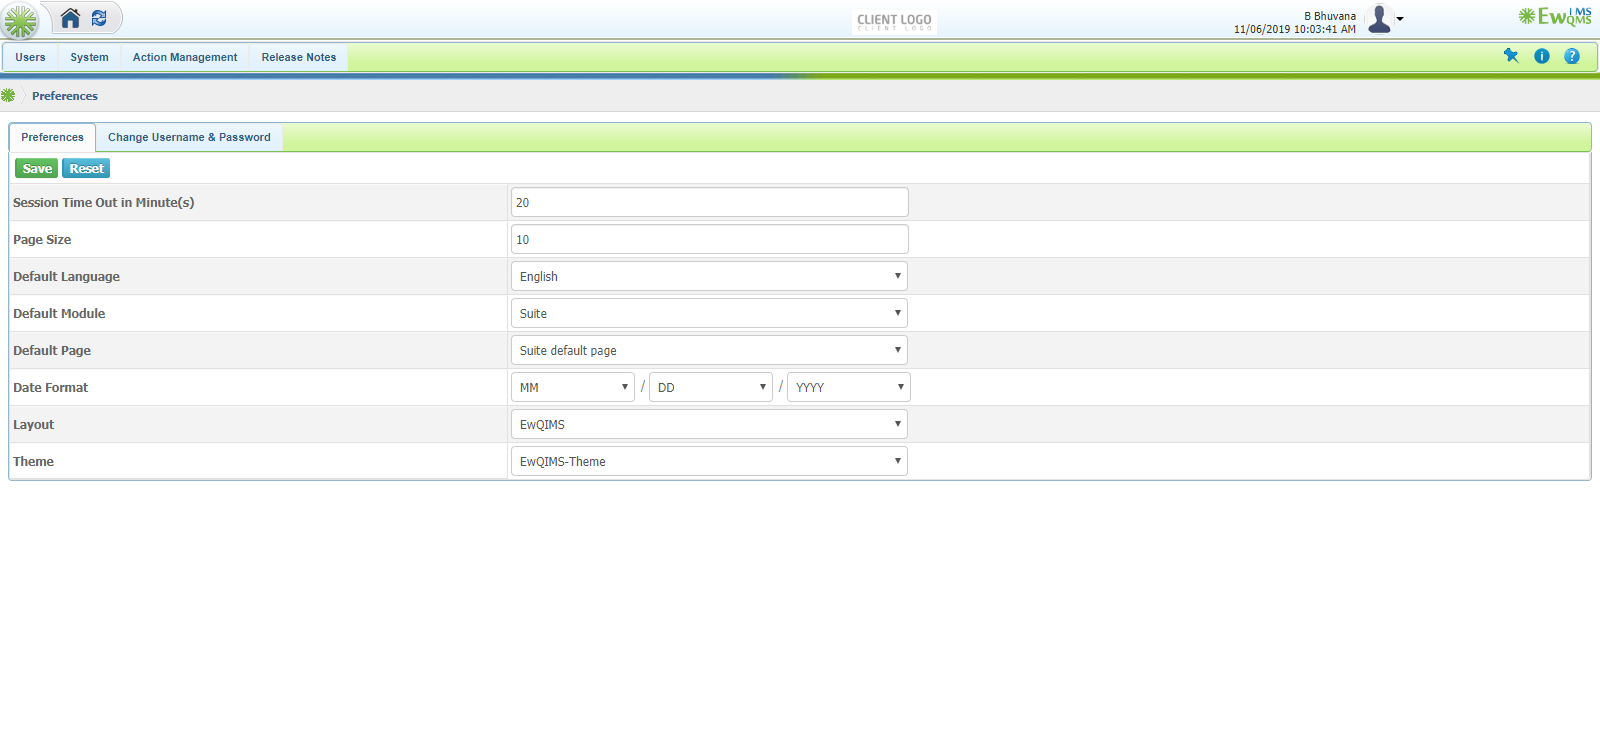 CLIENT LOGO
CLIENT LOGO
B Bhuvana
11/06/2019 10:03:41 AM
EwQIMS
Users System Action Management Release Notes
Preferences
Preferences Change Username & Password
Save Reset
Session Time Out in Minute(s) 20
Page Size 10
Default Language English
Default Module Suite
Default Page Suite default page
Date Format MM / DD / YYYY
Layout EwQIMS
Theme EwQIMS-Theme